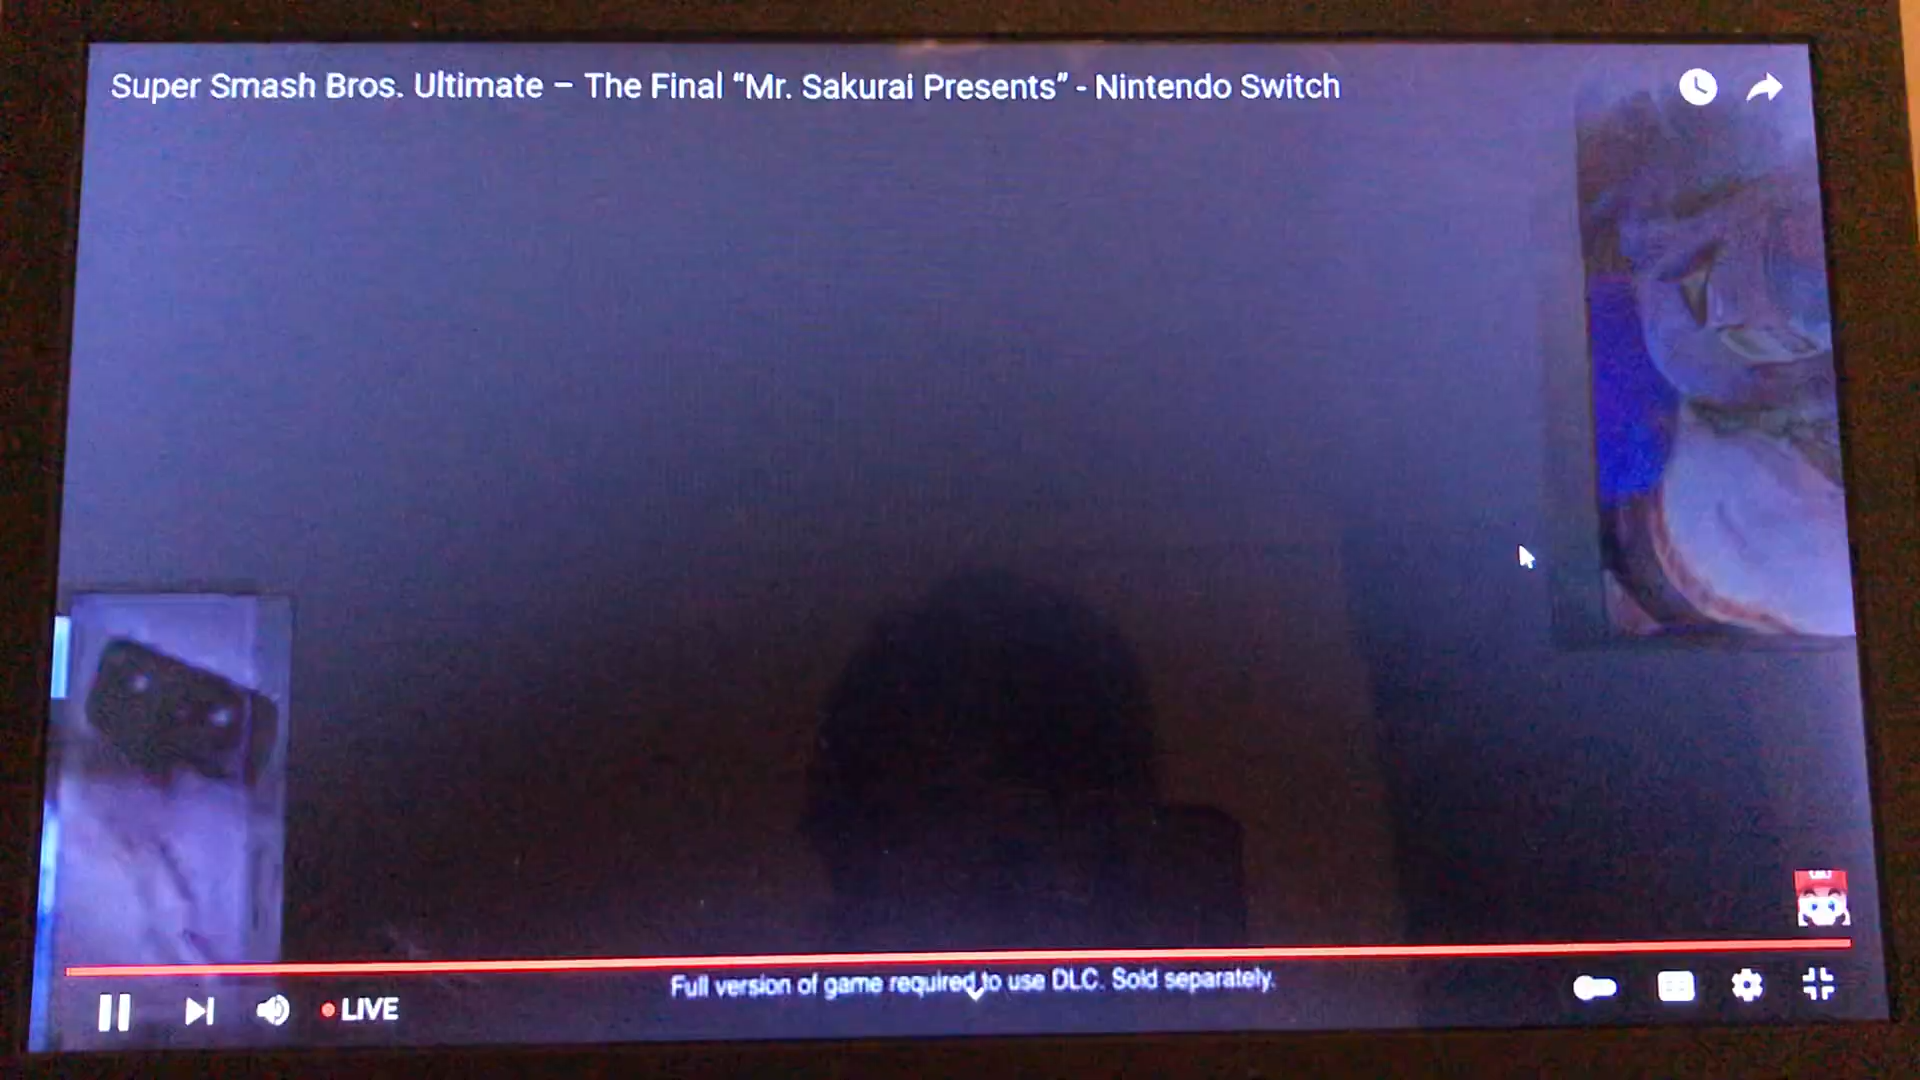 Super Smash Bros. Ultimate – The Final “Mr. Sakurai Presents” - Nintendo Switch
Full version of game required to use DLC. Sold separately.
LIVE